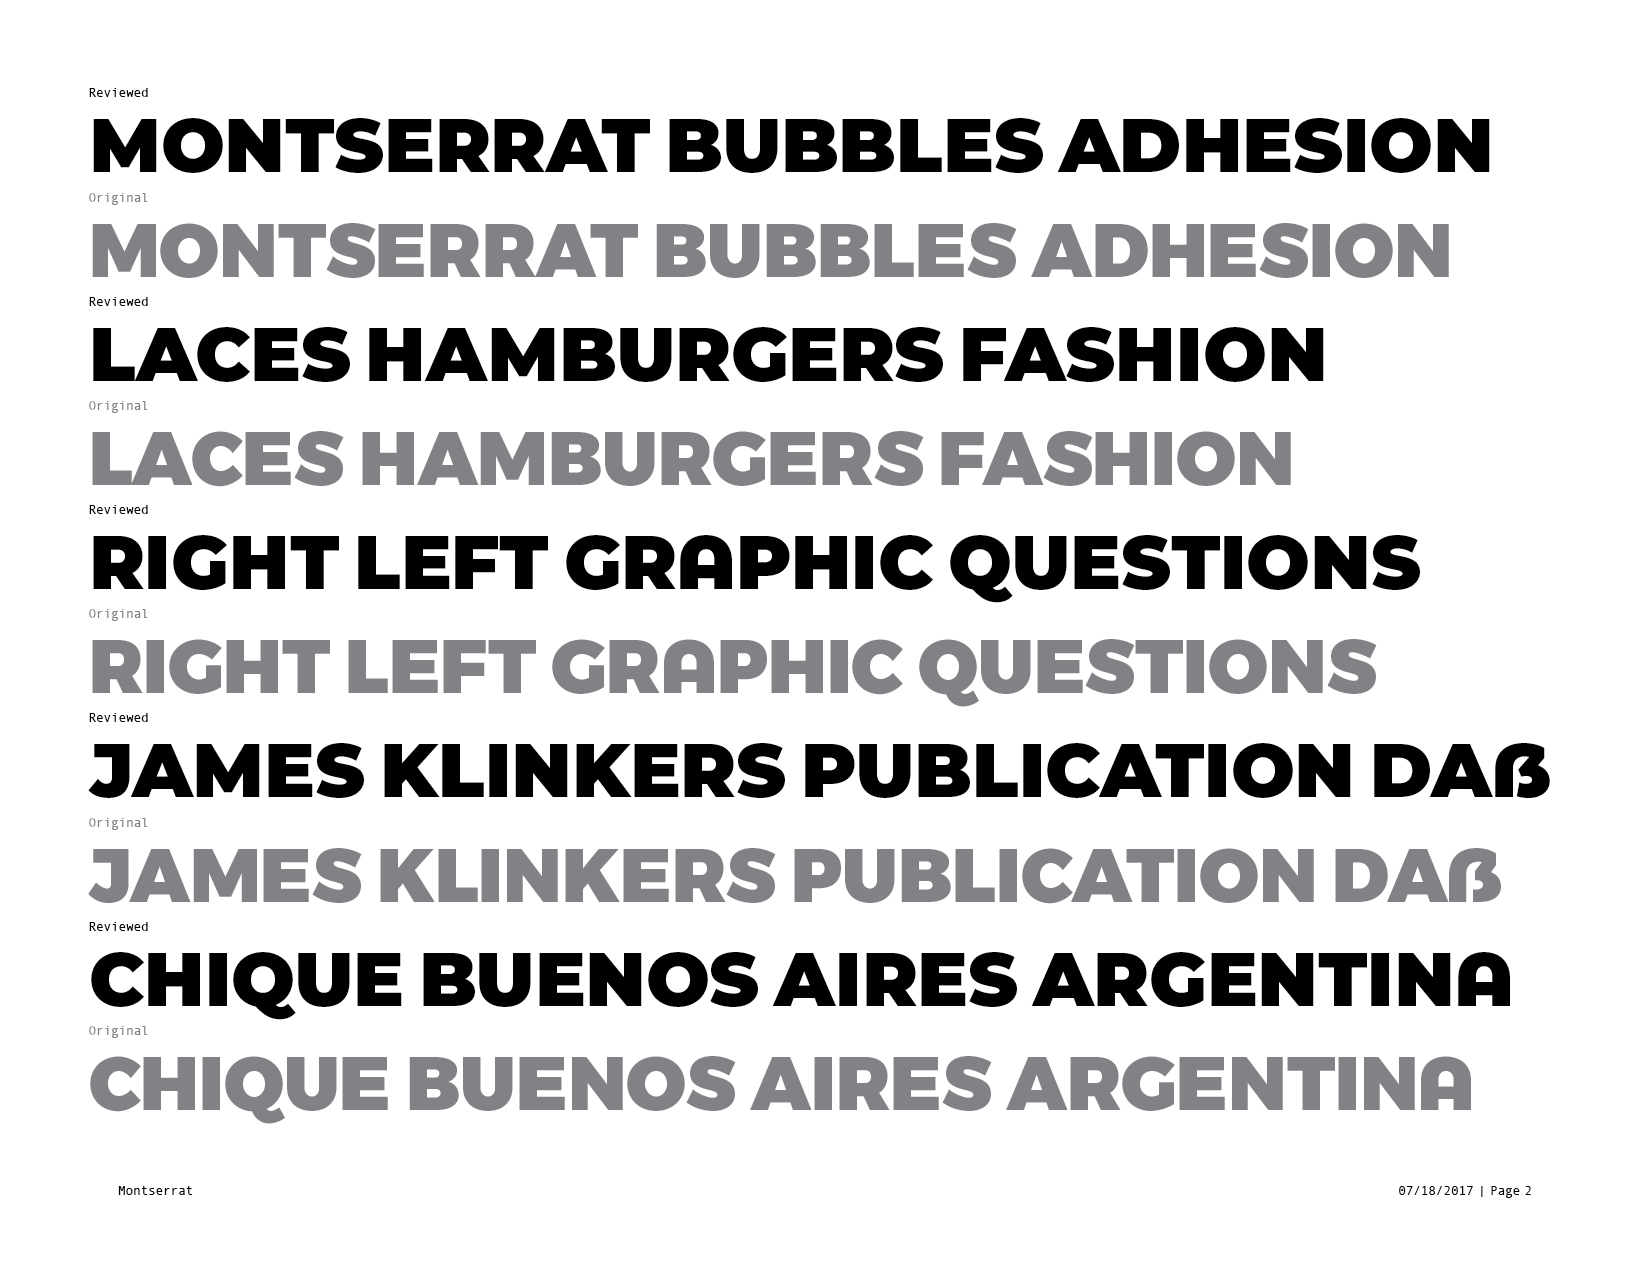 Reviewed
MONTSERRAT BUBBLES ADHESION
Original
MONTSERRAT BUBBLES ADHESION
Reviewed
LACES HAMBURGERS FASHION
Original
LACES HAMBURGERS FASHION
Reviewed
RIGHT LEFT GRAPHIC QUESTIONS
Original
RIGHT LEFT GRAPHIC QUESTIONS
Reviewed
JAMES KLINKERS PUBLICATION DAẞ
Original
JAMES KLINKERS PUBLICATION DAẞ
Reviewed
CHIQUE BUENOS AIRES ARGENTINA
Original
CHIQUE BUENOS AIRES ARGENTINA
Montserrat 07/18/2017 | Page 2